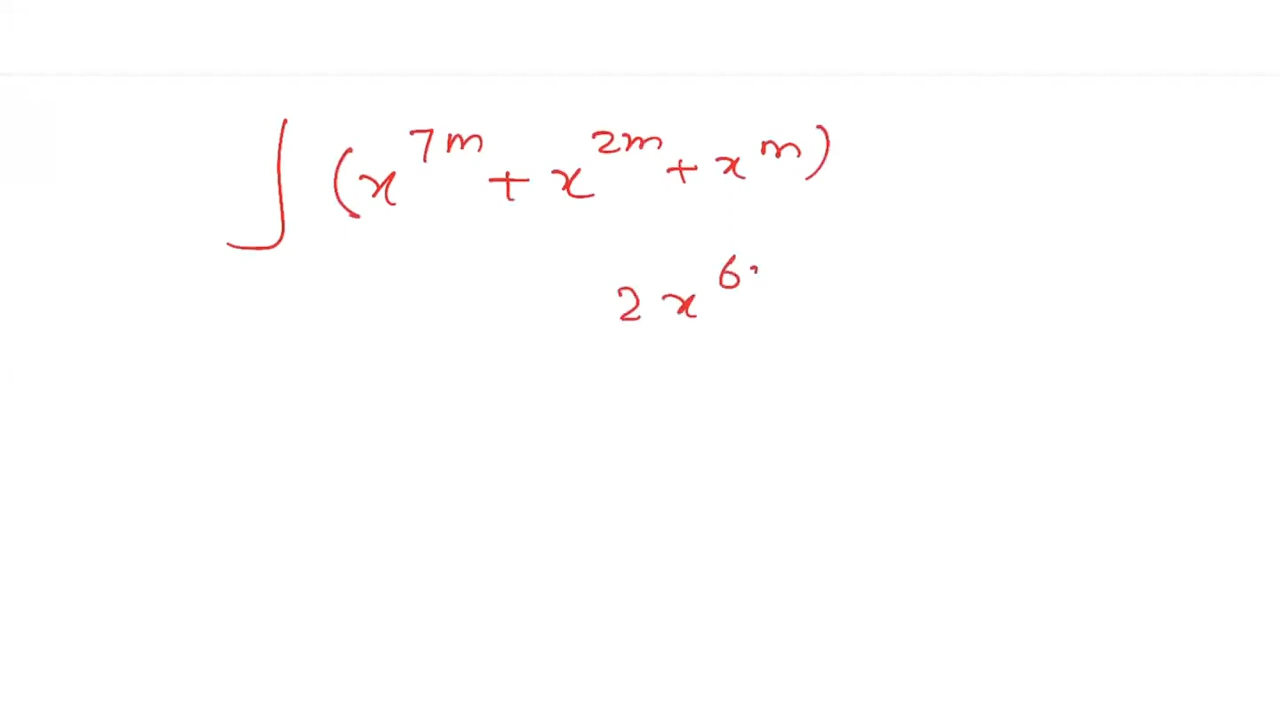 ∫ (x^{7m} + x^{2m} + x^{m})
2x^{6}